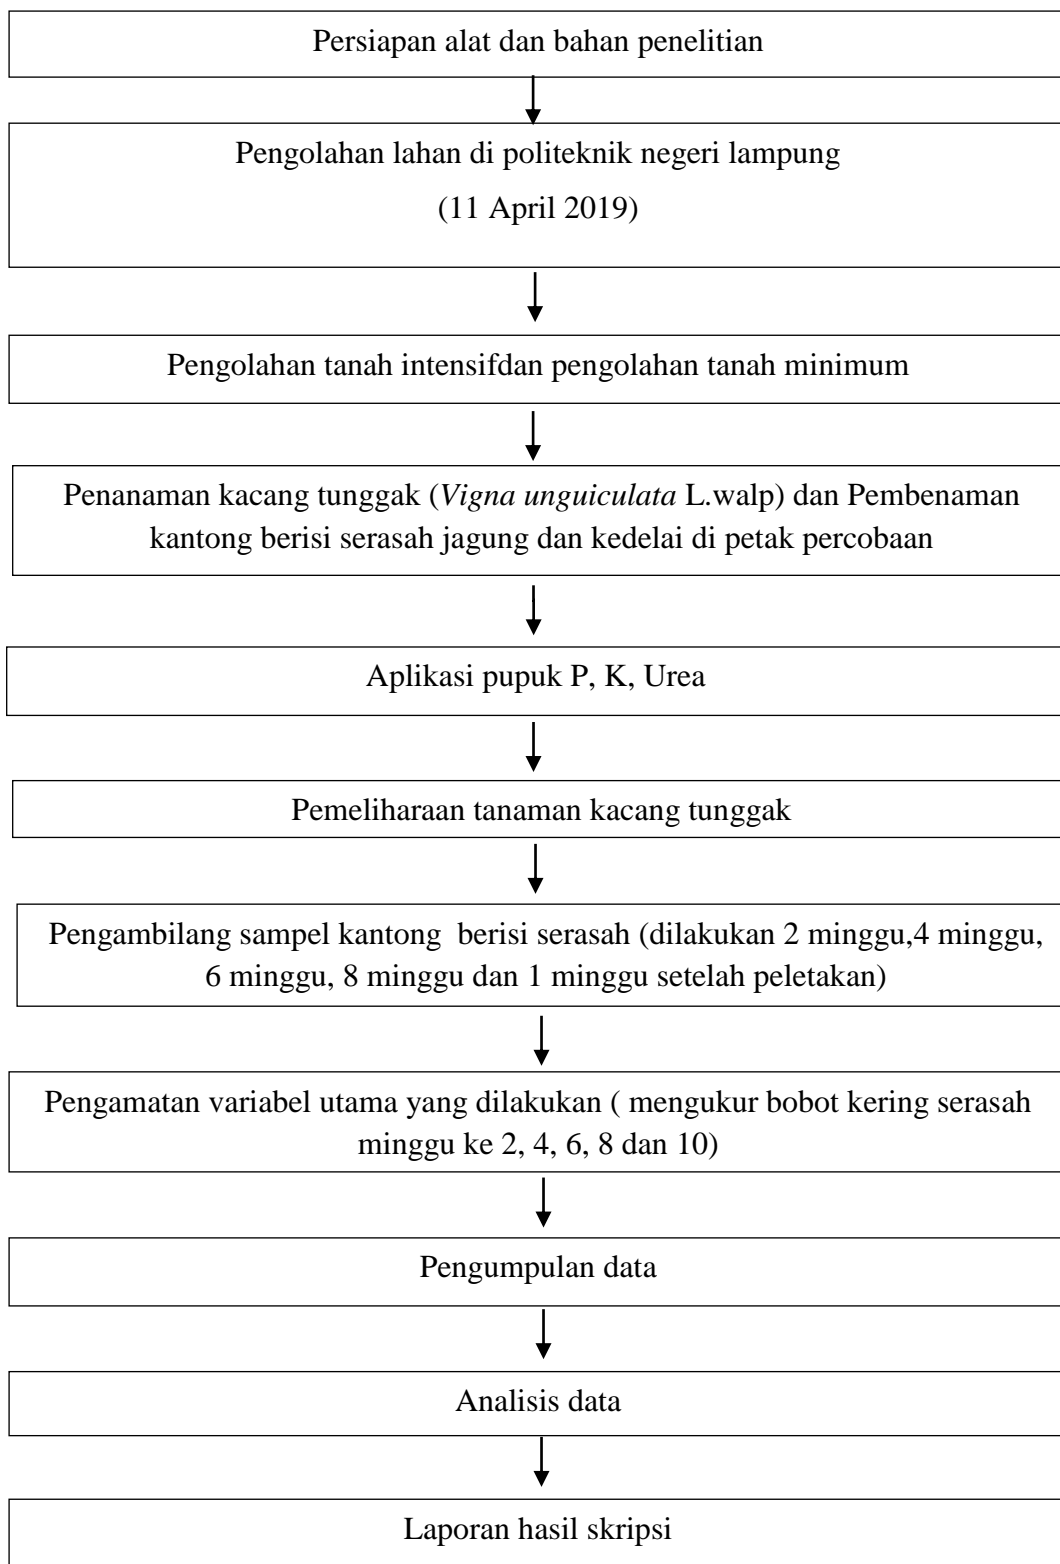 Persiapan alat dan bahan penelitian
Pengolahan lahan di politeknik negeri lampung
(11 April 2019)
Pengolahan tanah intensifdan pengolahan tanah minimum
Penanaman kacang tunggak (Vigna unguiculata L.walp) dan Pembenaman
kantong berisi serasah jagung dan kedelai di petak percobaan
Aplikasi pupuk P, K, Urea
Pemeliharaan tanaman kacang tunggak
Pengambilang sampel kantong  berisi serasah (dilakukan 2 minggu,4 minggu,
6 minggu, 8 minggu dan 1 minggu setelah peletakan)
Pengamatan variabel utama yang dilakukan ( mengukur bobot kering serasah
minggu ke 2, 4, 6, 8 dan 10)
Pengumpulan data
Analisis data
Laporan hasil skripsi